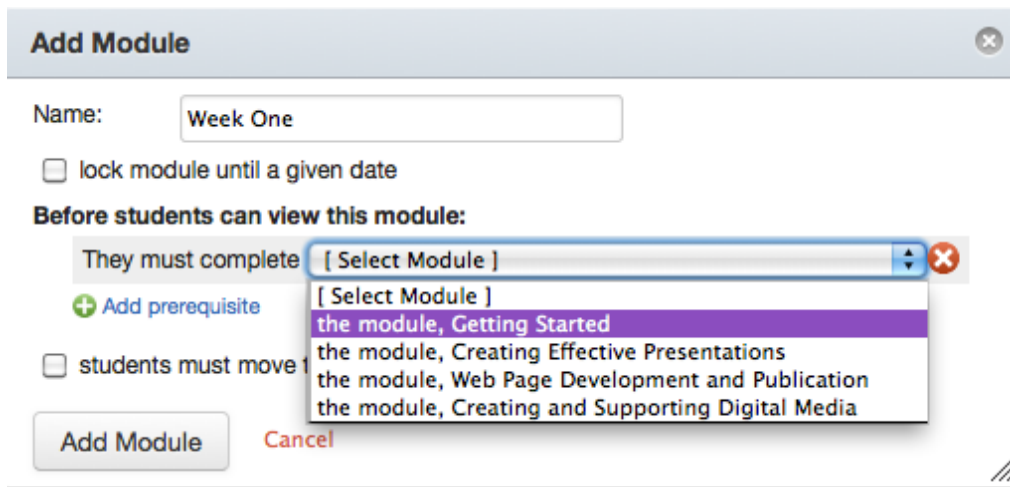 Add Module
Name: Week One
lock module until a given date
Before students can view this module:
They must complete [ Select Module ]
Add prerequisite
[ Select Module ]
the module, Getting Started
the module, Creating Effective Presentations
the module, Web Page Development and Publication
the module, Creating and Supporting Digital Media
students must move
Add Module Cancel